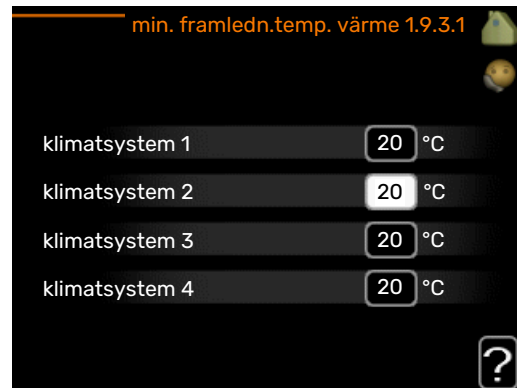 min. framledn.temp. värme 1.9.3.1
klimatsystem 1 20 °C
klimatsystem 2 20 °C
klimatsystem 3 20 °C
klimatsystem 4 20 °C
?